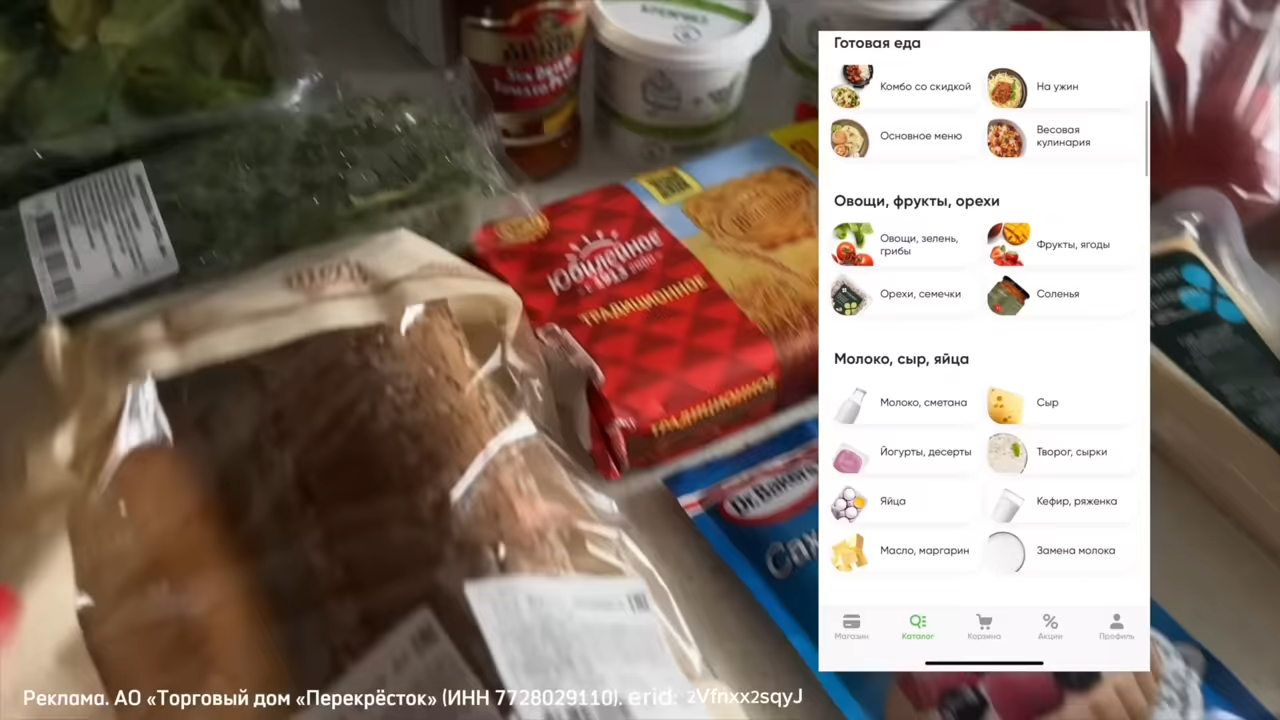 Готовая еда
Комбо со скидкой
На ужин
Основное меню
Весовая
кулинария
Овощи, фрукты, орехи
Овощи, зелень,
грибы
Фрукты, ягоды
Орехи, семечки
Соленья
Молоко, сыр, яйца
Молоко, сметана
Сыр
Йогурты, десерты
Творог, сырки
Яйца
Кефир, ряженка
Масло, маргарин
Замена молока
Магазин
Каталог
Корзина
Акции
Профиль
Юбилейное
с 1913 года
ТРАДИЦИОННОЕ
ТРАДИЦИОННОЕ
Dr.Bakers
Реклама. АО «Торговый дом «Перекрёсток» (ИНН 7728029110). erid: 2Vfnxx2sqyJ